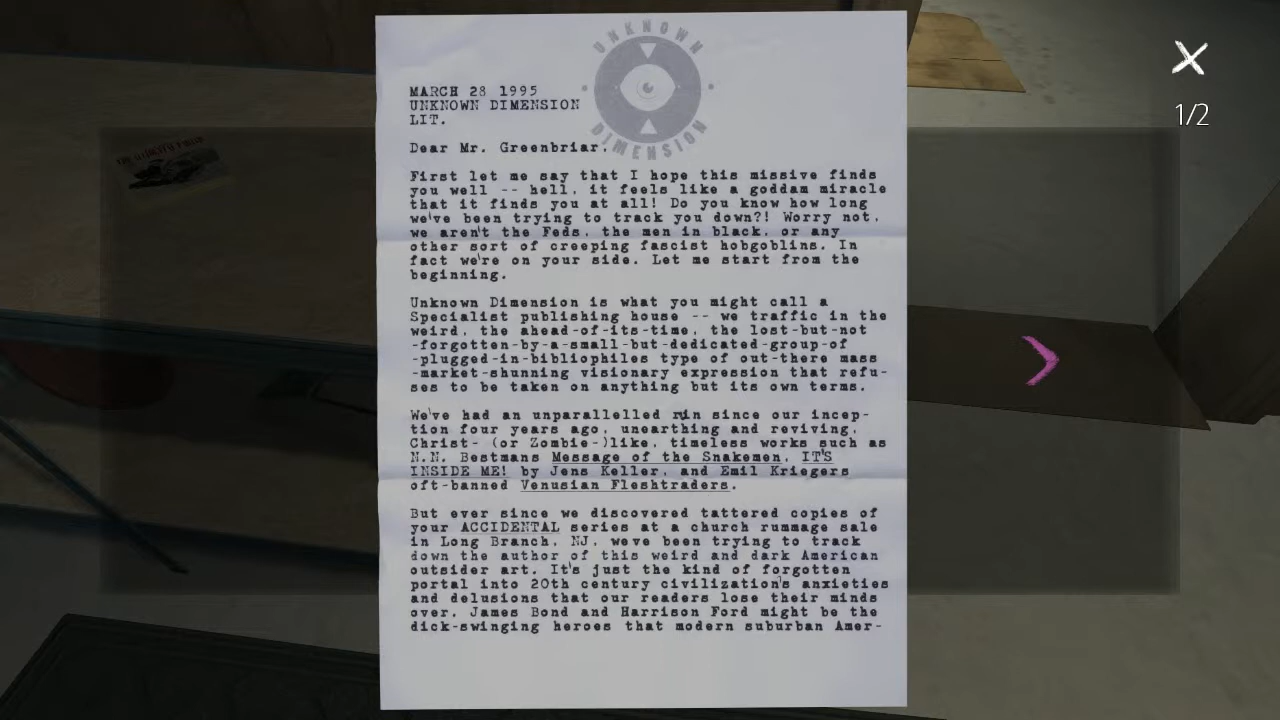 UNKNOWN
DIMENSION
1/2
MARCH 28 1995
UNKNOWN DIMENSION
LIT.
Dear Mr. Greenbriar,
First let me say that I hope this missive finds
you well -- hell, it feels like a goddam miracle
that it finds you at all! Do you know how long
we've been trying to track you down?! Worry not,
we aren't the Feds, the men in black, or any
other sort of creeping fascist hobgoblins. In
fact we're on your side. Let me start from the
beginning.
Unknown Dimension is what you might call a
Specialist publishing house -- we traffic in the
weird, the ahead-of-its-time, the lost-but-not
-forgotten-by-a-small-but-dedicated-group-of
-plugged-in-bibliophiles type of out-there mass
-market-shunning visionary expression that refu-
ses to be taken on anything but its own terms.
We've had an unparallelled run since our incep-
tion four years ago, unearthing and reviving,
Christ- (or Zombie-)like, timeless works such as
N.N. Bestmans Message of the Snakemen, IT'S
INSIDE ME! by Jens Keller, and Emil Kriegers
oft-banned Venusian Fleshtraders.
But ever since we discovered tattered copies of
your ACCIDENTAL series at a church rummage sale
in Long Branch, NJ, weve been trying to track
down the author of this weird and dark American
outsider art. It's just the kind of forgotten
portal into 20th century civilization's anxieties
and delusions that our readers lose their minds
over. James Bond and Harrison Ford might be the
dick-swinging heroes that modern suburban Amer-